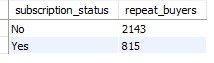 subscription_status repeat_buyers
No 2143
Yes 815